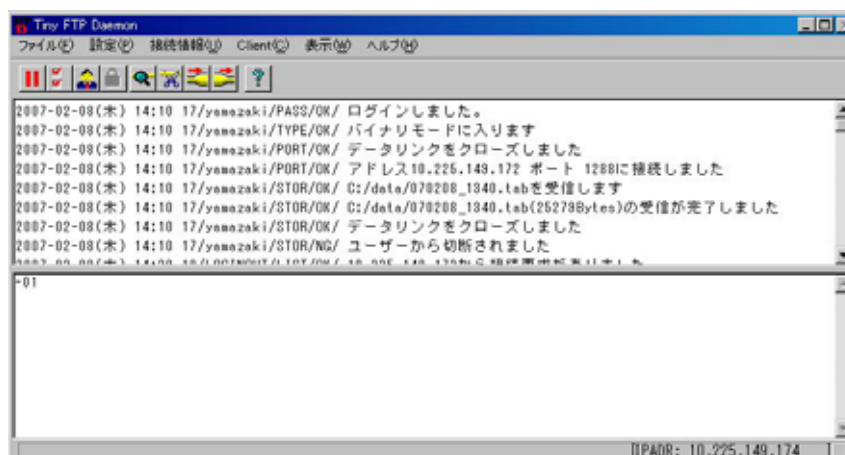 Tiny FTP Daemon
ファイル(F) 設定(P) 接続情報(U) Client(C) 表示(W) ヘルプ(H)
2007-02-08(木) 14:10 17/yamazaki/PASS/OK/ ログインしました。
2007-02-08(木) 14:10 17/yamazaki/TYPE/OK/ バイナリモードに入ります
2007-02-08(木) 14:10 17/yamazaki/PORT/OK/ データリンクをクローズしました
2007-02-08(木) 14:10 17/yamazaki/PORT/OK/ アドレス10.225.149.172 ポート 1288に接続しました
2007-02-08(木) 14:10 17/yamazaki/STOR/OK/ C:/data/070208_1340.tabを受信します
2007-02-08(木) 14:10 17/yamazaki/STOR/OK/ C:/data/070208_1340.tab(25279Bytes)の受信が完了しました
2007-02-08(木) 14:10 17/yamazaki/STOR/OK/ データリンクをクローズしました
2007-02-08(木) 14:10 17/yamazaki/STOR/NG/ ユーザーから切断されました
-01
IPADR: 10.225.149.174